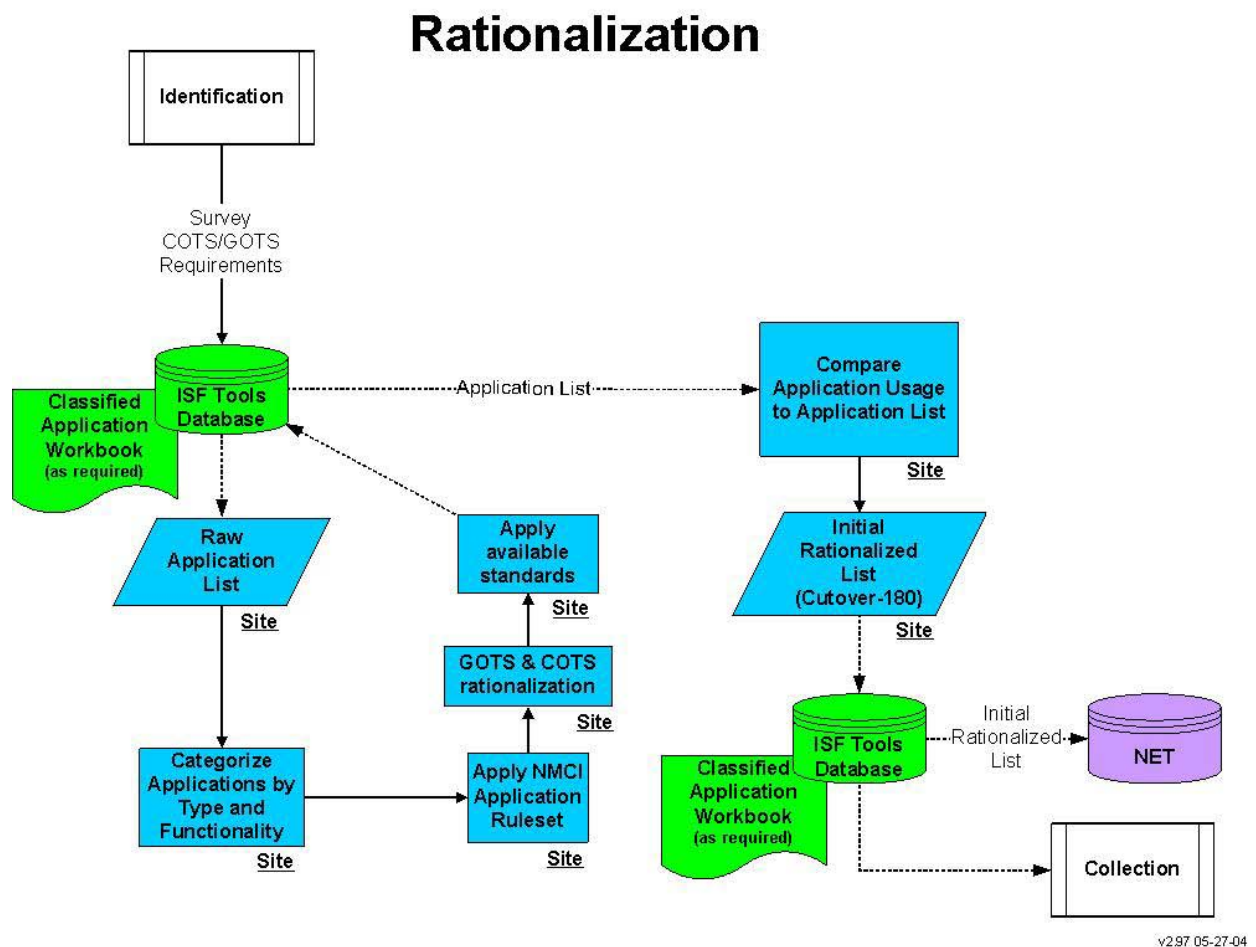 Rationalization
Identification
Survey
COTS/GOTS
Requirements
ISF Tools
Database
Classified
Application
Workbook
(as required)
Application List
Compare
Application Usage
to Application List
Site
Raw
Application
List
Site
Apply
available
standards
Site
Initial
Rationalized
List
(Cutover-180)
Site
GOTS & COTS
rationalization
Site
Categorize
Applications by
Type and
Functionality
Site
Apply NMCI
Application
Ruleset
Site
ISF Tools
Database
Classified
Application
Workbook
(as required)
Initial
Rationalized
List
NET
Collection
v2.97 05-27-04